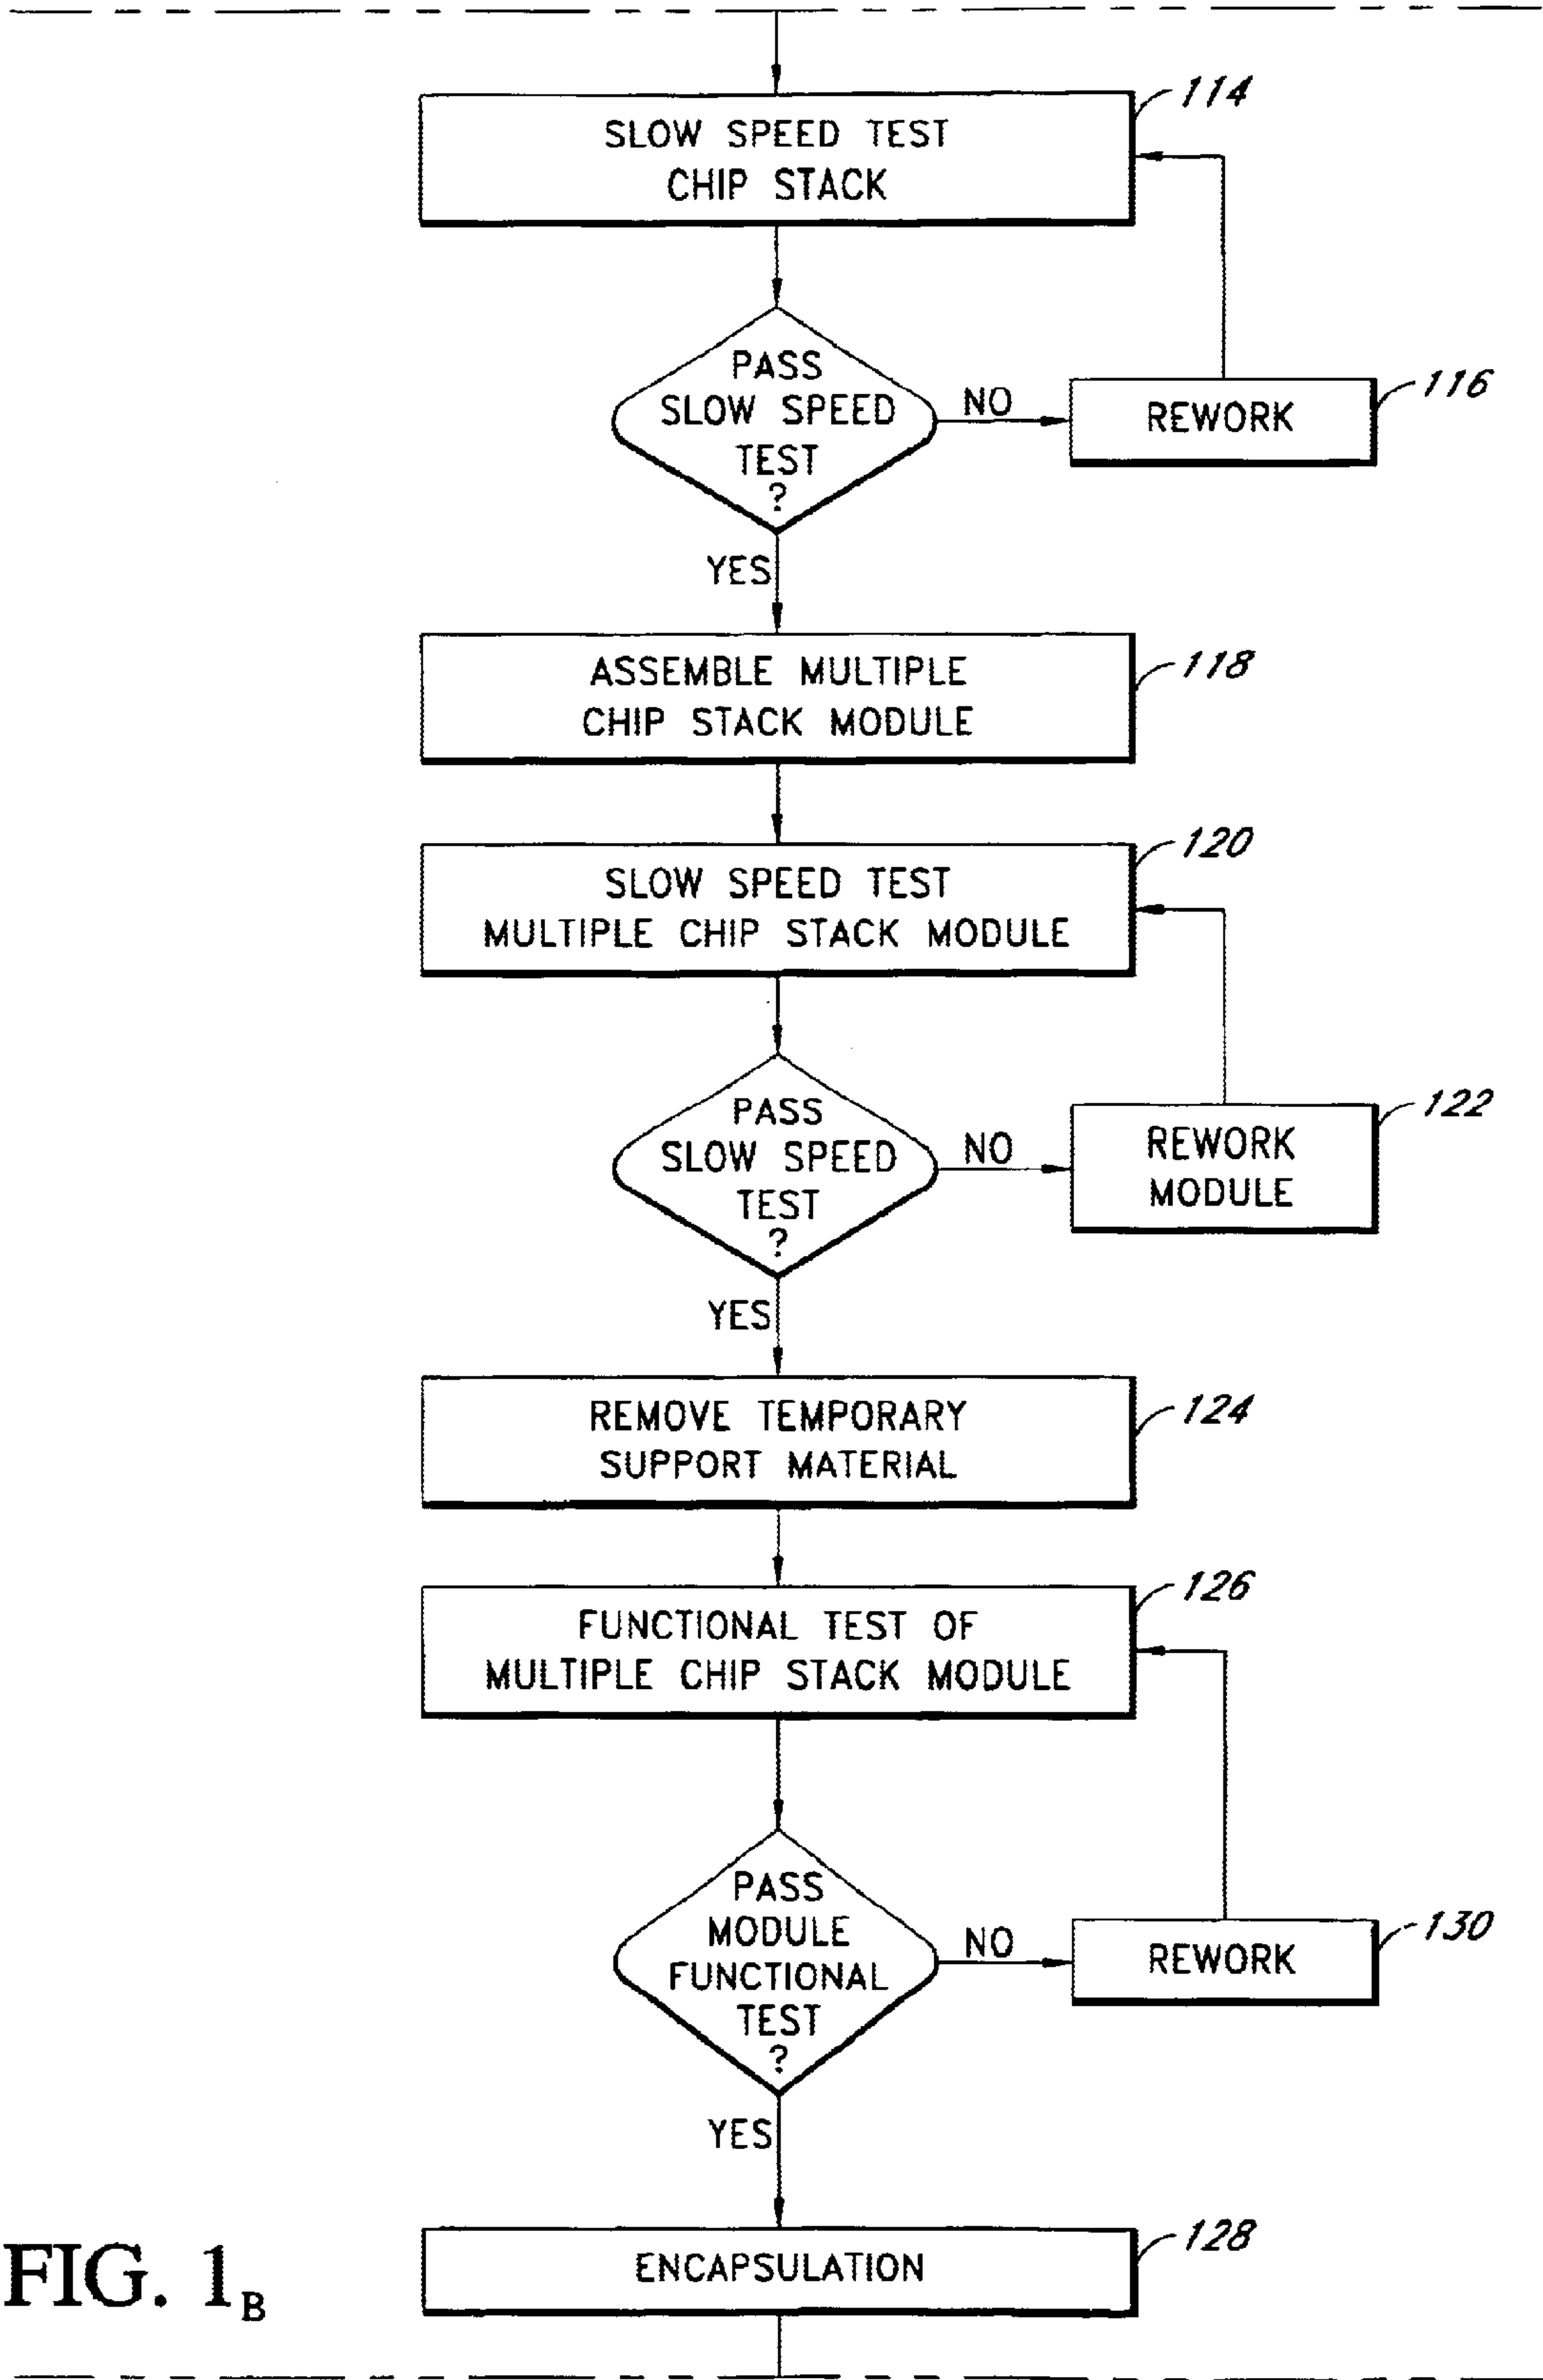 114
SLOW SPEED TEST
CHIP STACK
PASS
SLOW SPEED
TEST
?
NO
REWORK
116
YES
ASSEMBLE MULTIPLE
CHIP STACK MODULE
118
120
SLOW SPEED TEST
MULTIPLE CHIP STACK MODULE
PASS
SLOW SPEED
TEST
?
NO
REWORK
MODULE
122
YES
REMOVE TEMPORARY
SUPPORT MATERIAL
124
126
FUNCTIONAL TEST OF
MULTIPLE CHIP STACK MODULE
PASS
MODULE
FUNCTIONAL
TEST
?
NO
REWORK
130
YES
128
ENCAPSULATION
FIG. 1B